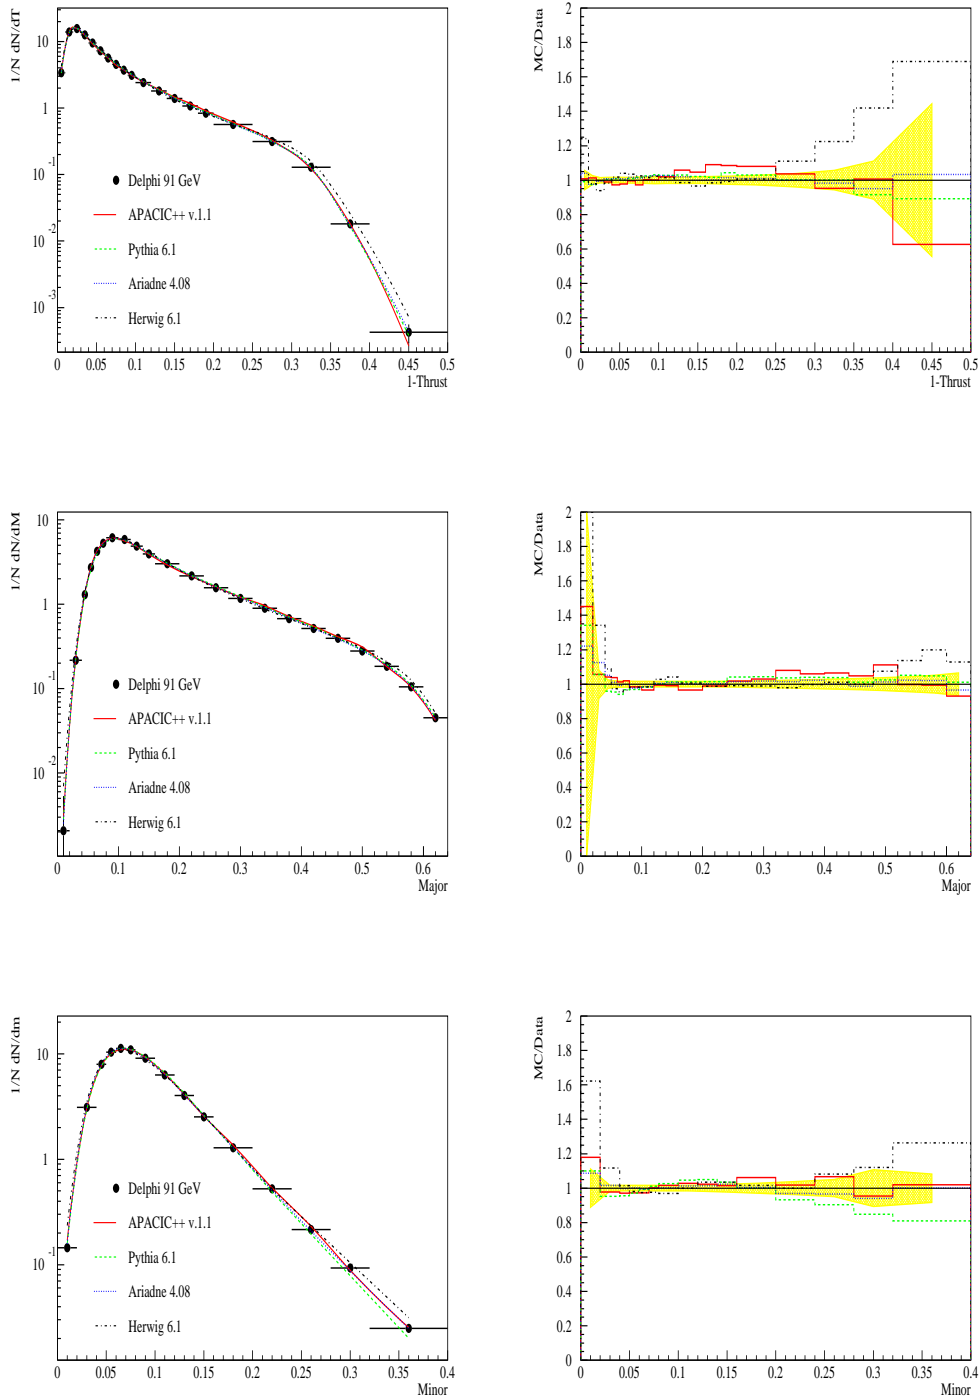 1/N dN/dT
10
1
10 -1
10 -2
10 -3
Delphi 91 GeV
APACIC++ v.1.1
Pythia 6.1
Ariadne 4.08
Herwig 6.1
0 0.05 0.1 0.15 0.2 0.25 0.3 0.35 0.4 0.45 0.5
1-Thrust
MC/Data
2
1.8
1.6
1.4
1.2
1
0.8
0.6
0.4
0.2
0
0 0.05 0.1 0.15 0.2 0.25 0.3 0.35 0.4 0.45 0.5
1-Thrust
1/N dN/dM
10
1
10 -1
10 -2
Delphi 91 GeV
APACIC++ v.1.1
Pythia 6.1
Ariadne 4.08
Herwig 6.1
0 0.1 0.2 0.3 0.4 0.5 0.6
Major
MC/Data
2
1.8
1.6
1.4
1.2
1
0.8
0.6
0.4
0.2
0
0 0.1 0.2 0.3 0.4 0.5 0.6
Major
1/N dN/dm
10
1
10 -1
Delphi 91 GeV
APACIC++ v.1.1
Pythia 6.1
Ariadne 4.08
Herwig 6.1
0 0.05 0.1 0.15 0.2 0.25 0.3 0.35 0.4
Minor
MC/Data
2
1.8
1.6
1.4
1.2
1
0.8
0.6
0.4
0.2
0
0 0.05 0.1 0.15 0.2 0.25 0.3 0.35 0.4
Minor